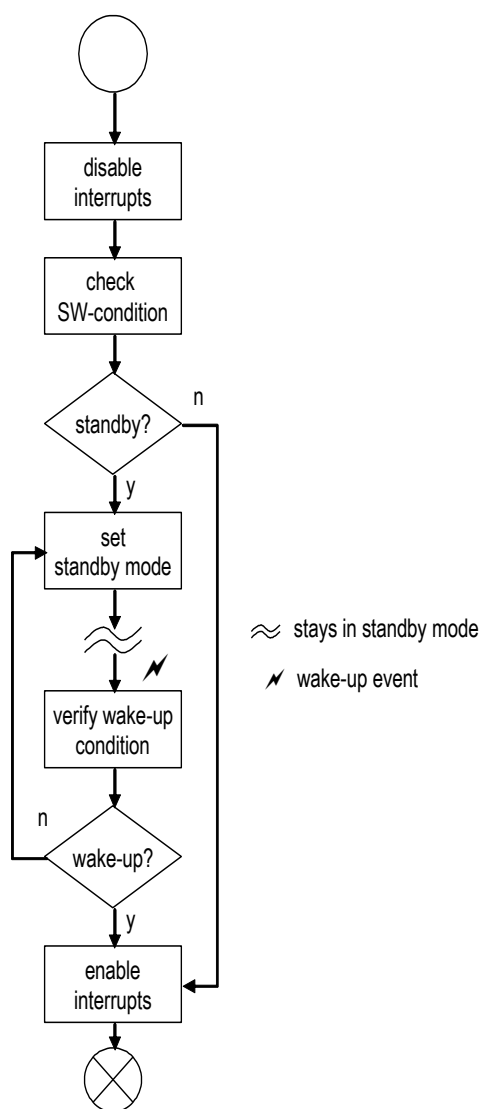 disable
interrupts
check
SW-condition
standby?
n
y
set
standby mode
stays in standby mode
wake-up event
verify wake-up
condition
n
wake-up?
y
enable
interrupts